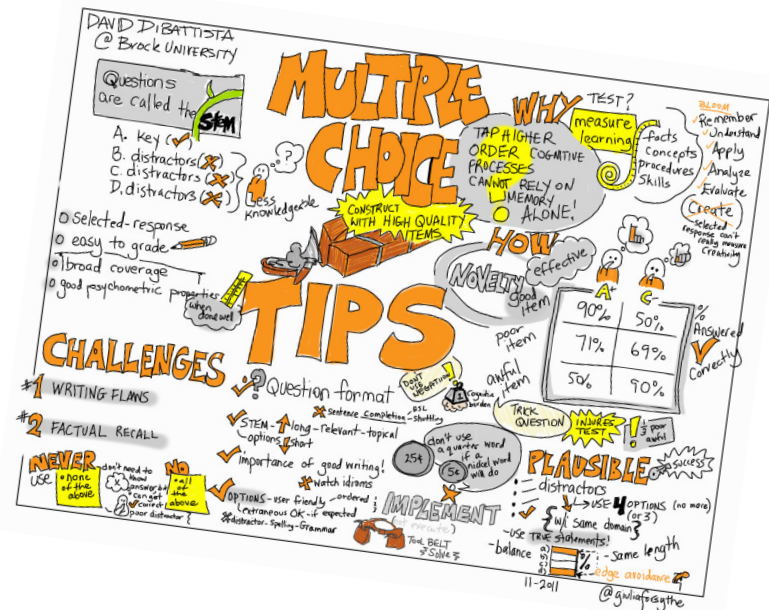 DAVID DIBATTISTA
@ BROCK UNIVERSITY
Questions
are called the
STEM
A. key
B. distractors
C. distractors
D. distractors
?
Less
knowledgeable
selected-response
easy to grade
broad coverage
good psychometric properties
when
done well
MULTIPLE
CHOICE
CONSTRUCT
WITH HIGH QUALITY
ITEMS
TIPS
WHY TEST?
measure
learning
facts
Concepts
procedures
Skills
TAP HIGHER
ORDER COGNITIVE
PROCESSES
CANNOT RELY ON
MEMORY
ALONE!
BLOOM
Remember
Understand
Apply
Analyze
Evaluate
Create
selected
response can't
really measure
creativity
HOW
effective
NOVELTY
good
item
poor
item
awful
item
A+ C-
90% 50%
71% 69%
50% 90%
%
Answered
Correctly
TRICK
QUESTION
INJURES
TEST
poor
awful
CHALLENGES
#1 WRITING FLAWS
#2 FACTUAL RECALL
NEVER
use
none
of the
above
don't need to
know
answer but
can get
correct
poor distractor
NO
all
of the
above
? Question format
DON'T
USE
NEGATION!
cognitive
burden
sentence completion - shuttling
ESL
STEM - long - relevant - topical
options short
importance of good writing!
watch idioms
OPTIONS - user friendly / ordered
extraneous OK - if expected
distractor - Spelling - Grammar
25¢
5¢
don't use
a quarter word
if a
nickel word
will do
IMPLEMENT
(not execute)
TOOL BELT
Solve
PLAUSIBLE
SUCCESS
distractors
USE 4 OPTIONS (no more)
(or 3)
w/ same domain
use TRUE statements!
balance
a)
b)
c)
d)
%
same length
edge avoidance
11-2011
@giuliaforsythe